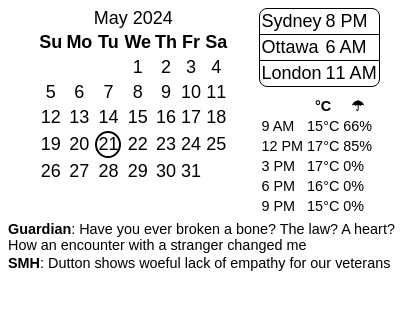 May 2024
Su Mo Tu We Th Fr Sa
1 2 3 4
5 6 7 8 9 10 11
12 13 14 15 16 17 18
19 20 21 22 23 24 25
26 27 28 29 30 31
Sydney 8 PM
Ottawa 6 AM
London 11 AM
°C ☂
9 AM 15°C 66%
12 PM 17°C 85%
3 PM 17°C 0%
6 PM 16°C 0%
9 PM 15°C 0%
Guardian: Have you ever broken a bone? The law? A heart?
How an encounter with a stranger changed me
SMH: Dutton shows woeful lack of empathy for our veterans